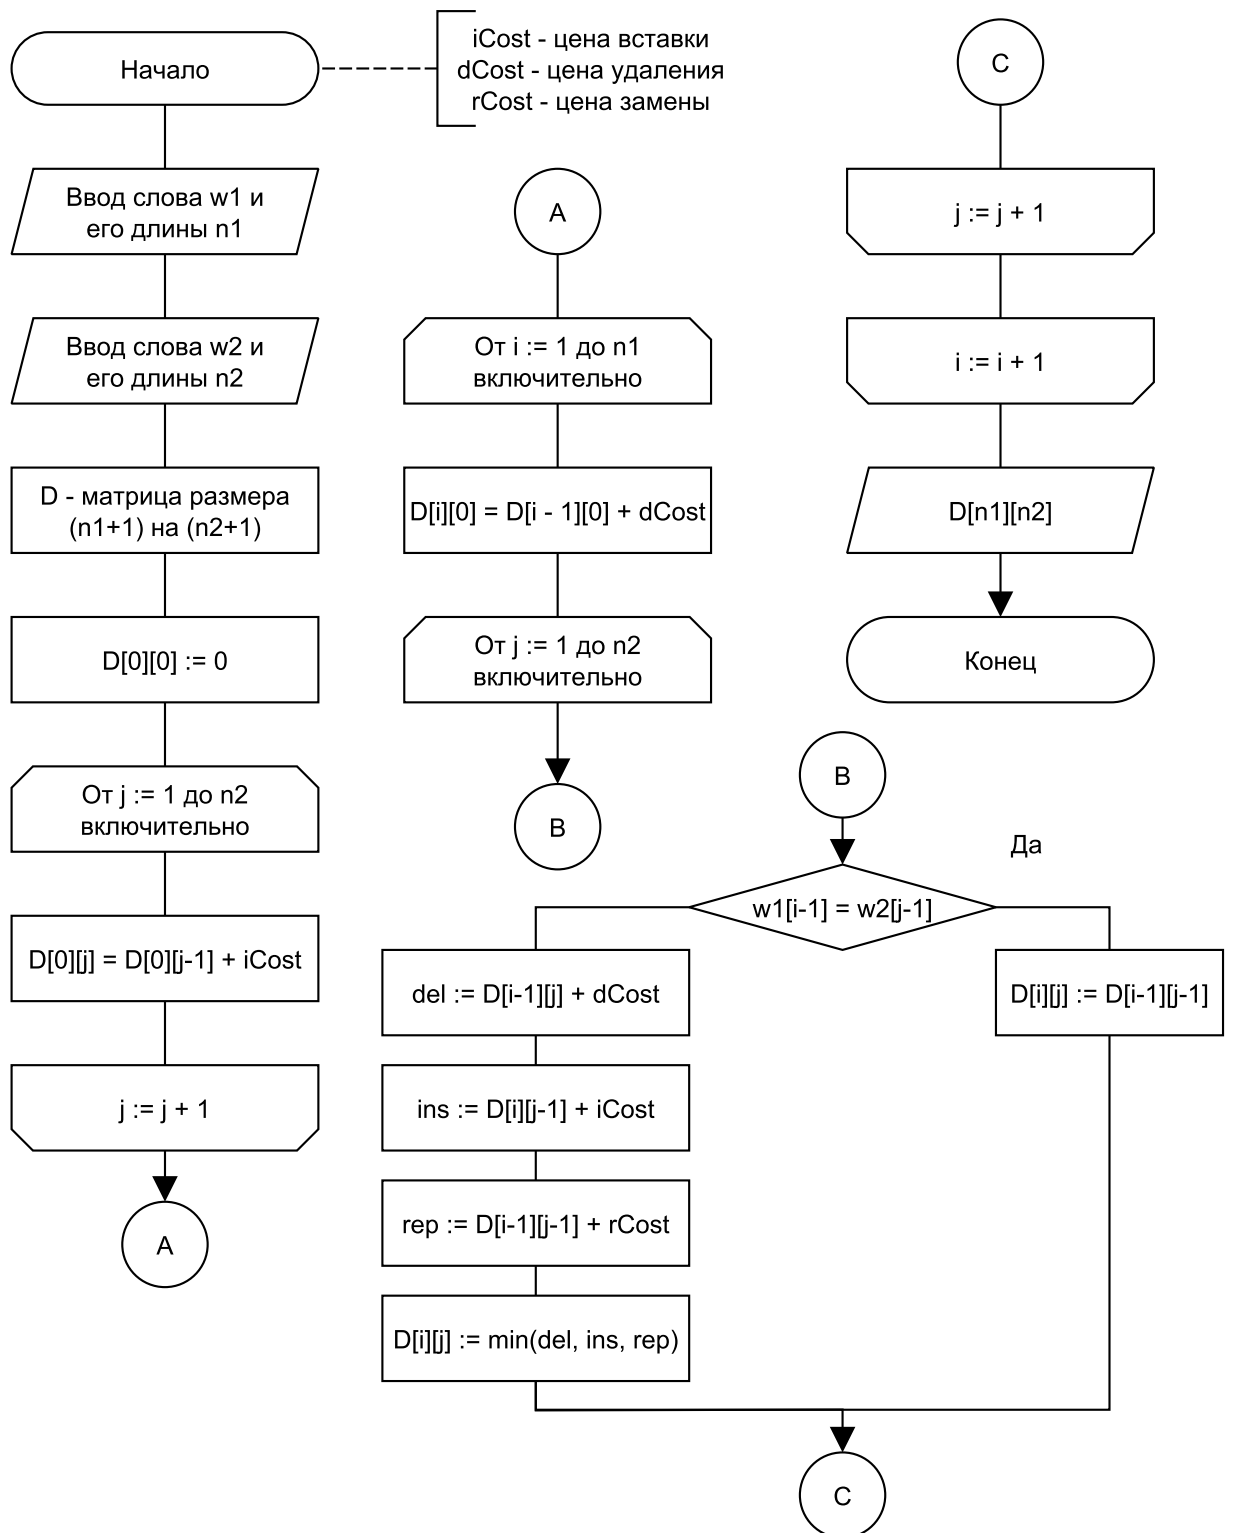 Начало
iCost - цена вставки
dCost - цена удаления
rCost - цена замены
Ввод слова w1 и
его длины n1
Ввод слова w2 и
его длины n2
D - матрица размера
(n1+1) на (n2+1)
D[0][0] := 0
От j := 1 до n2
включительно
D[0][j] = D[0][j-1] + iCost
j := j + 1
A
A
От i := 1 до n1
включительно
D[i][0] = D[i - 1][0] + dCost
От j := 1 до n2
включительно
B
B
Да
w1[i-1] = w2[j-1]
del := D[i-1][j] + dCost
ins := D[i][j-1] + iCost
rep := D[i-1][j-1] + rCost
D[i][j] := min(del, ins, rep)
D[i][j] := D[i-1][j-1]
C
C
j := j + 1
i := i + 1
D[n1][n2]
Конец